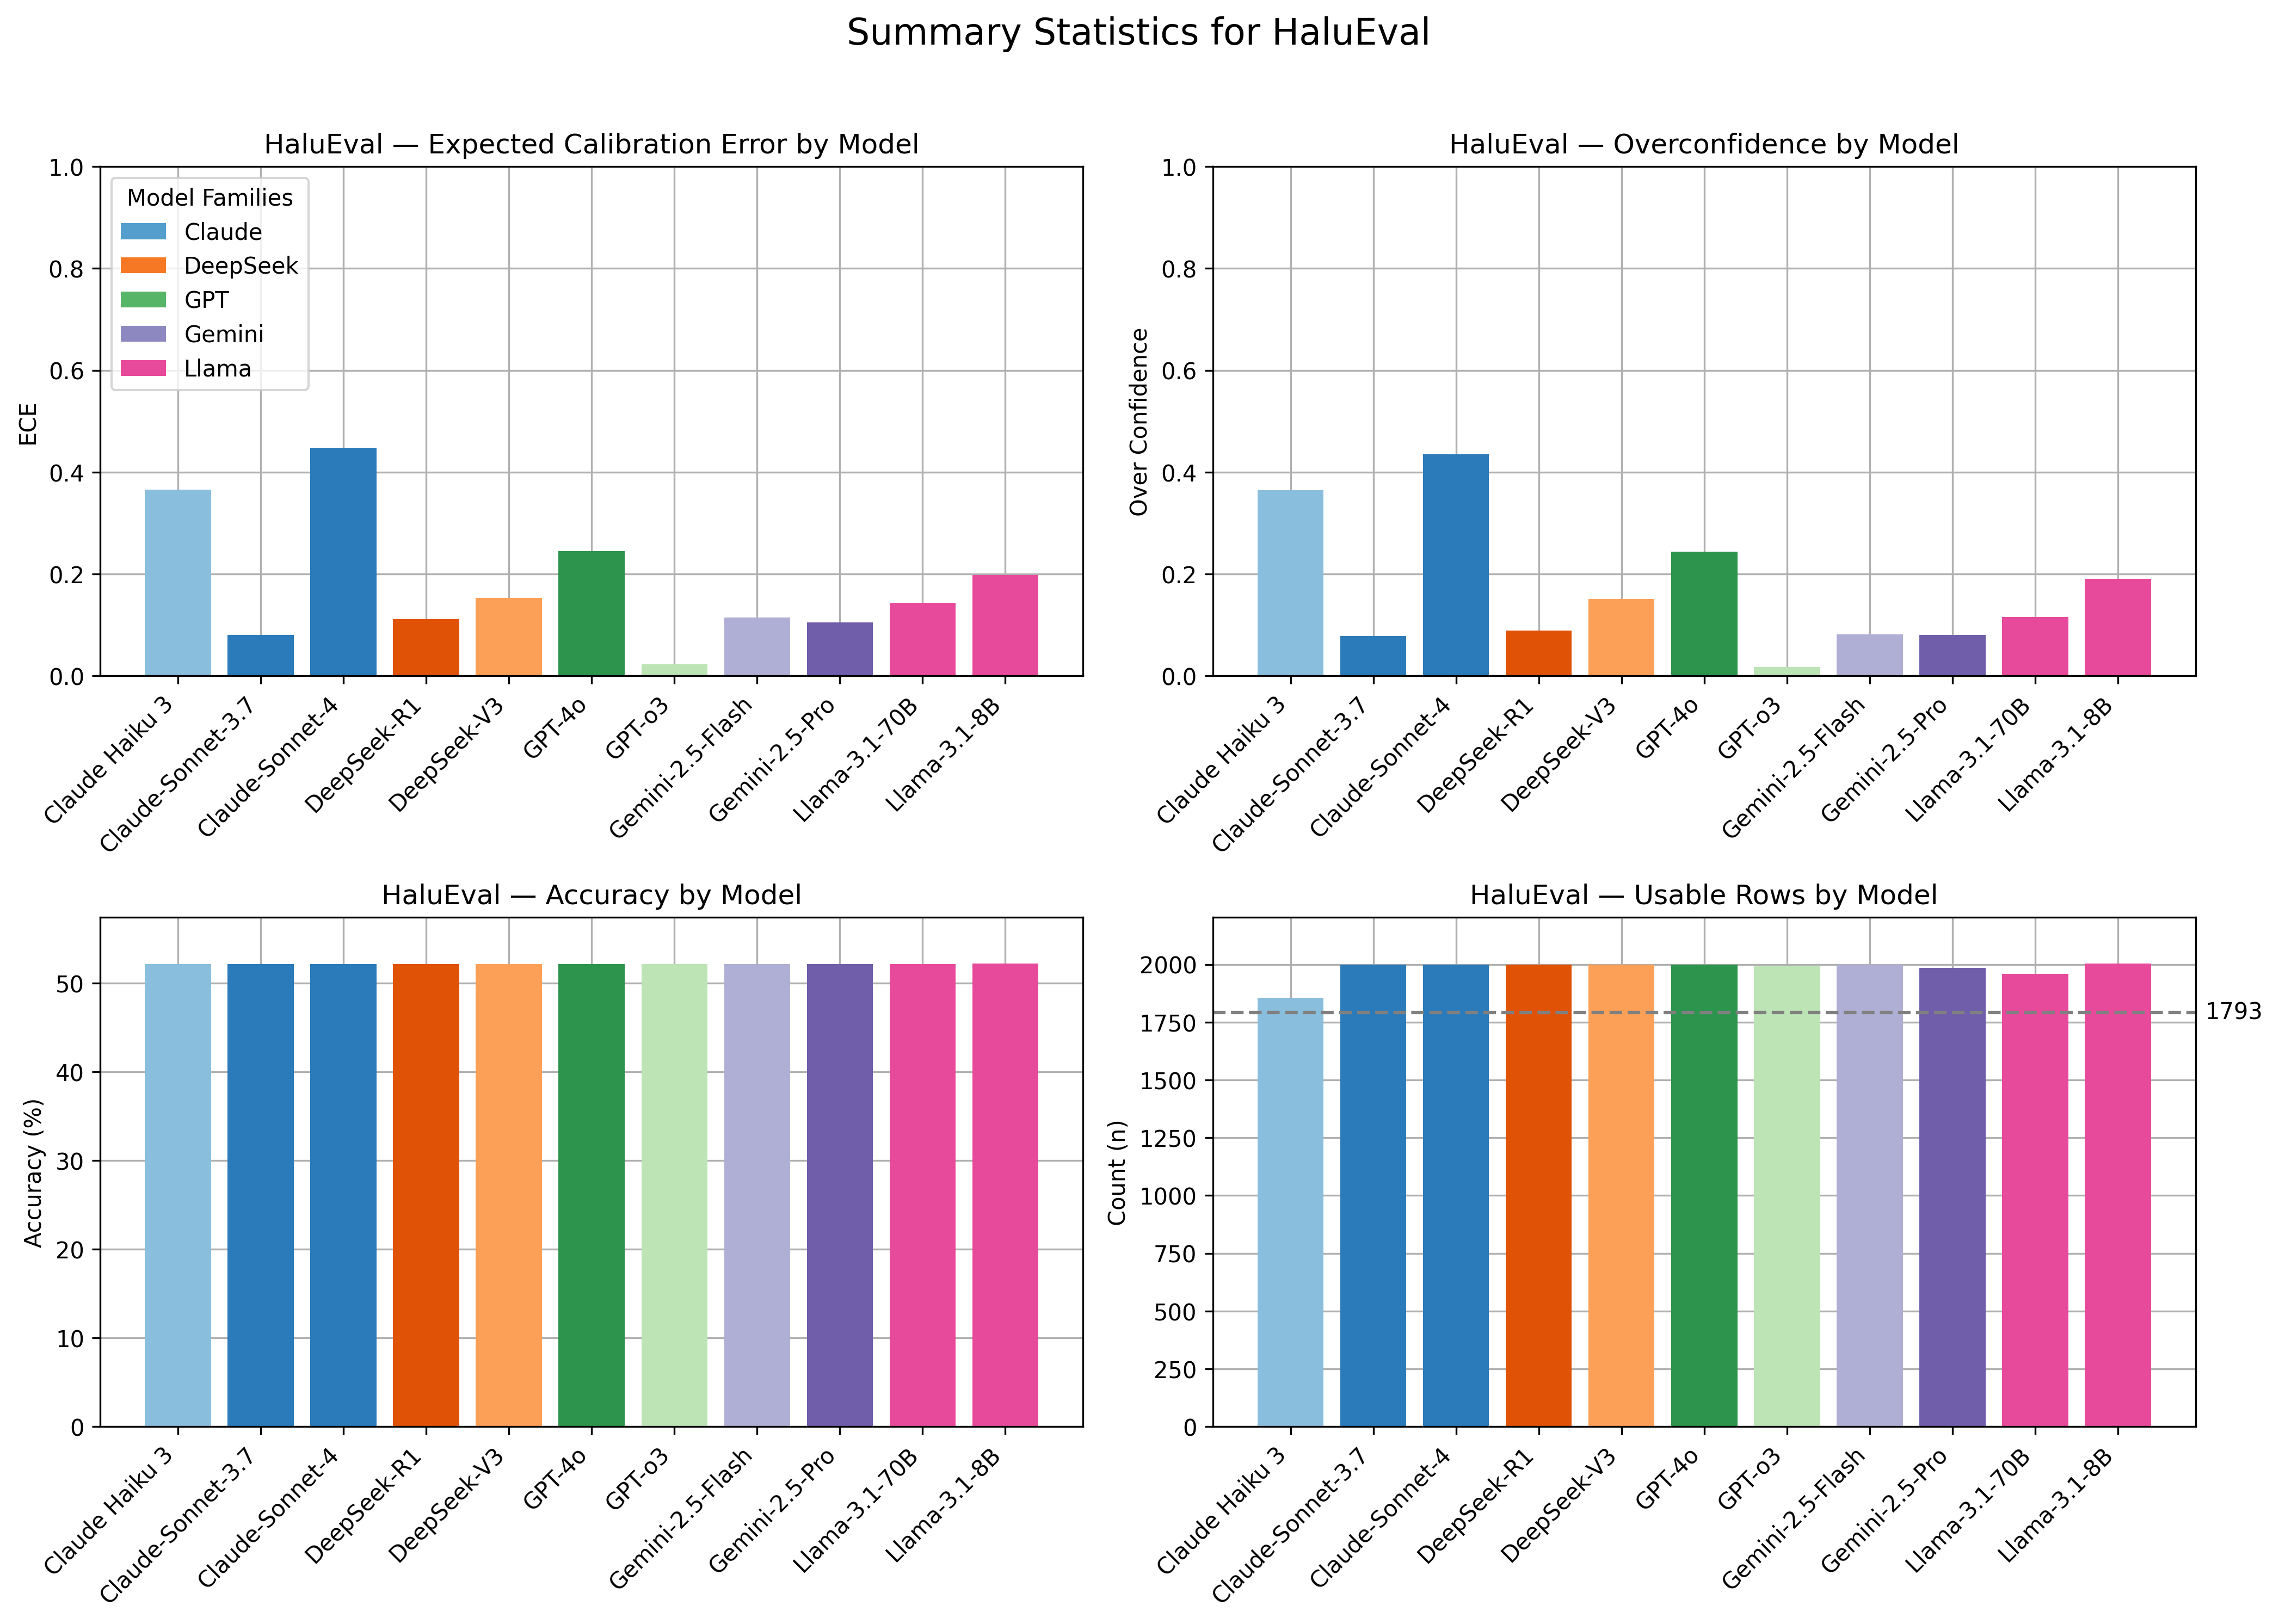 Summary Statistics for HaluEval
HaluEval — Expected Calibration Error by Model
ECE
1.0
0.8
0.6
0.4
0.2
0.0
Model Families
Claude
DeepSeek
GPT
Gemini
Llama
Claude Haiku 3
Claude-Sonnet-3.7
Claude-Sonnet-4
DeepSeek-R1
DeepSeek-V3
GPT-4o
GPT-o3
Gemini-2.5-Flash
Gemini-2.5-Pro
Llama-3.1-70B
Llama-3.1-8B
HaluEval — Overconfidence by Model
Over Confidence
1.0
0.8
0.6
0.4
0.2
0.0
Claude Haiku 3
Claude-Sonnet-3.7
Claude-Sonnet-4
DeepSeek-R1
DeepSeek-V3
GPT-4o
GPT-o3
Gemini-2.5-Flash
Gemini-2.5-Pro
Llama-3.1-70B
Llama-3.1-8B
HaluEval — Accuracy by Model
Accuracy (%)
50
40
30
20
10
0
Claude Haiku 3
Claude-Sonnet-3.7
Claude-Sonnet-4
DeepSeek-R1
DeepSeek-V3
GPT-4o
GPT-o3
Gemini-2.5-Flash
Gemini-2.5-Pro
Llama-3.1-70B
Llama-3.1-8B
HaluEval — Usable Rows by Model
Count (n)
2000
1750
1500
1250
1000
750
500
250
0
1793
Claude Haiku 3
Claude-Sonnet-3.7
Claude-Sonnet-4
DeepSeek-R1
DeepSeek-V3
GPT-4o
GPT-o3
Gemini-2.5-Flash
Gemini-2.5-Pro
Llama-3.1-70B
Llama-3.1-8B